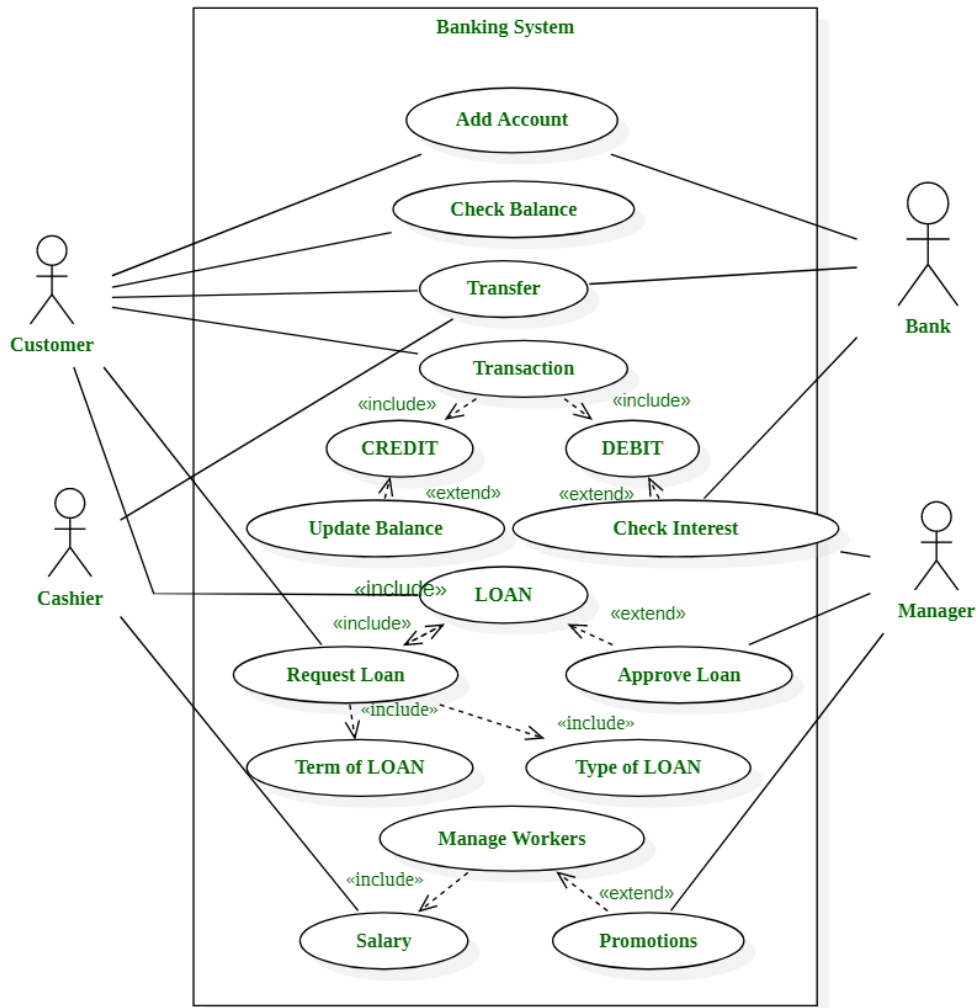 Banking System
Add Account
Check Balance
Customer
Transfer
Bank
Transaction
«include»
«include»
CREDIT
DEBIT
«extend»
«extend»
Update Balance
Check Interest
Cashier
«include»
LOAN
Manager
«include»
«extend»
Request Loan
Approve Loan
«include»
«include»
Term of LOAN
Type of LOAN
Manage Workers
«include»
«extend»
Salary
Promotions